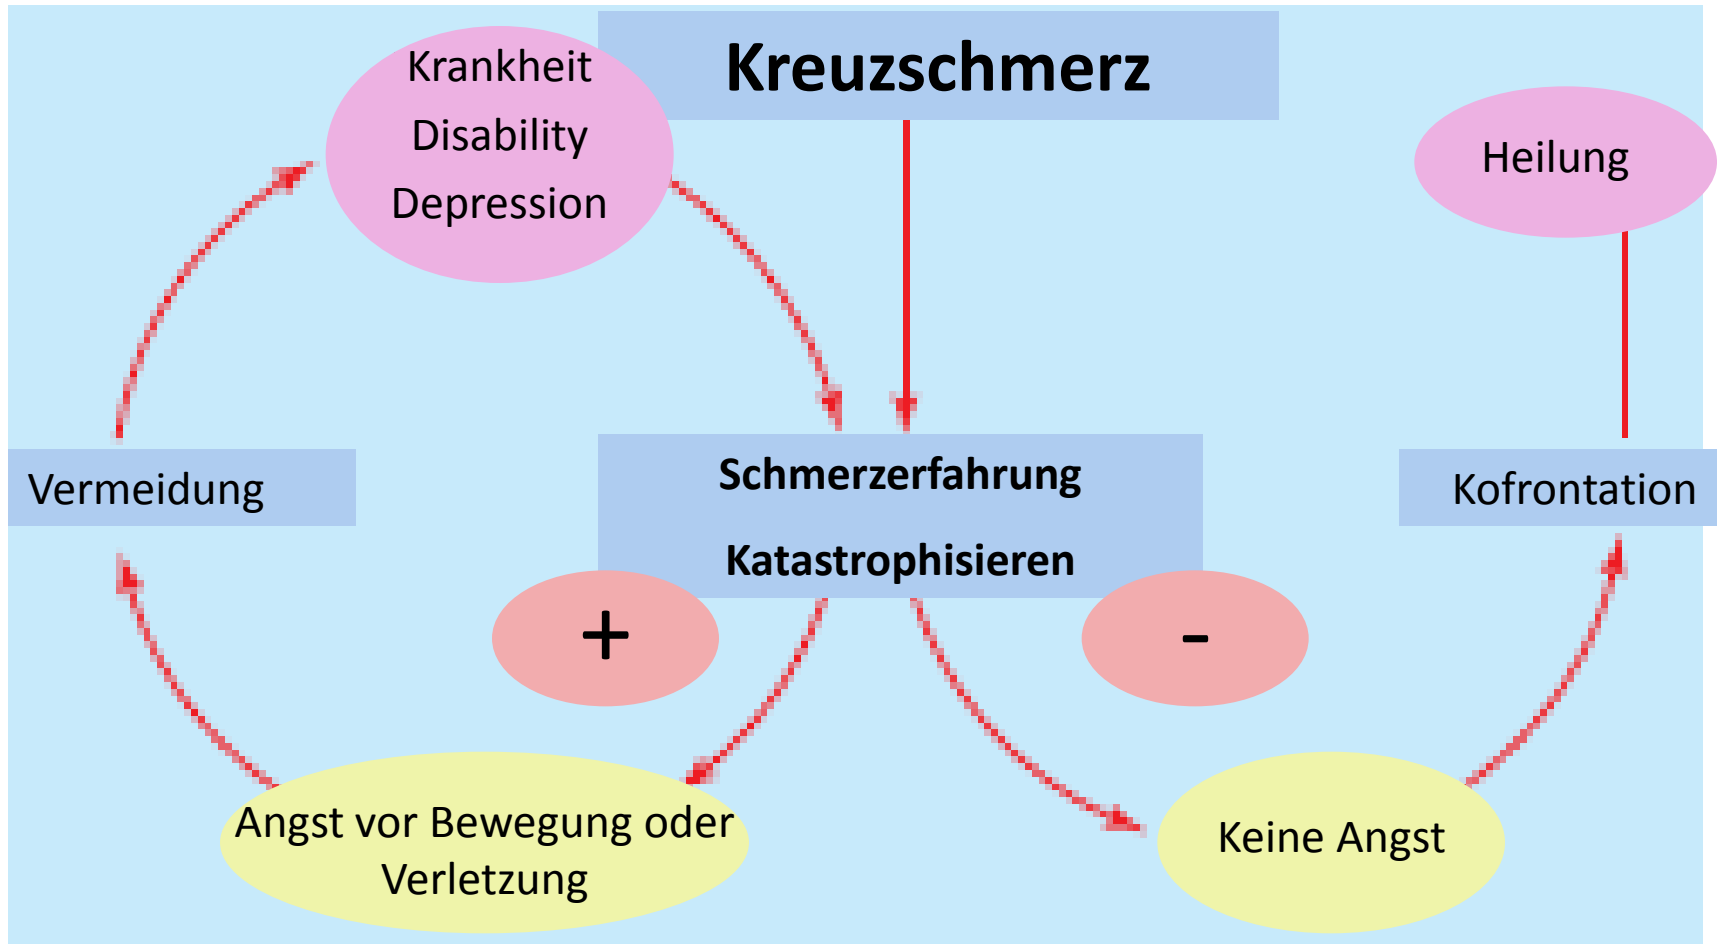 Kreuzschmerz
Krankheit
Disability
Depression
Heilung
Vermeidung
Schmerzerfahrung
Katastrophisieren
Kofrontation
+
-
Angst vor Bewegung oder
Verletzung
Keine Angst